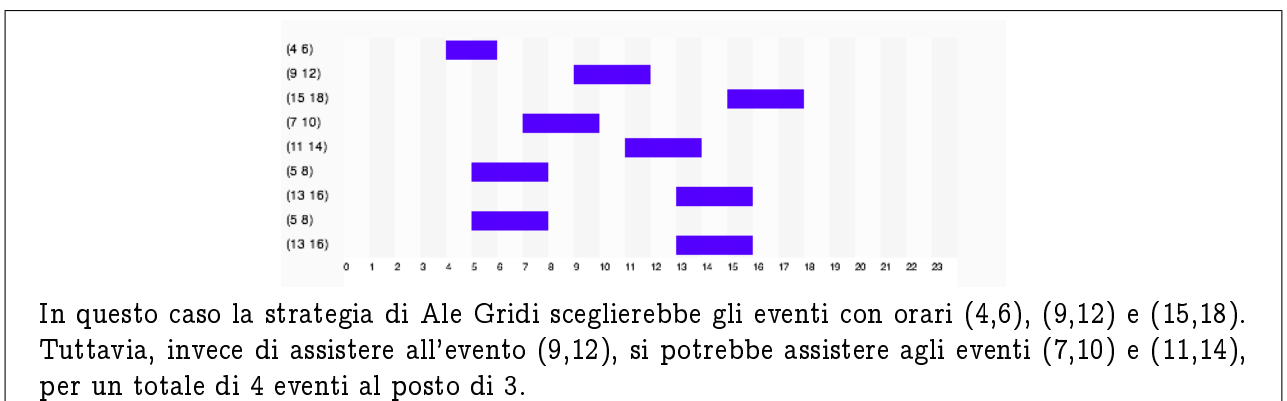 (4 6)
(9 12)
(15 18)
(7 10)
(11 14)
(5 8)
(13 16)
(5 8)
(13 16)
0 1 2 3 4 5 6 7 8 9 10 11 12 13 14 15 16 17 18 19 20 21 22 23
In questo caso la strategia di Ale Gridi sceglierebbe gli eventi con orari (4,6), (9,12) e (15,18).
Tuttavia, invece di assistere all'evento (9,12), si potrebbe assistere agli eventi (7,10) e (11,14),
per un totale di 4 eventi al posto di 3.